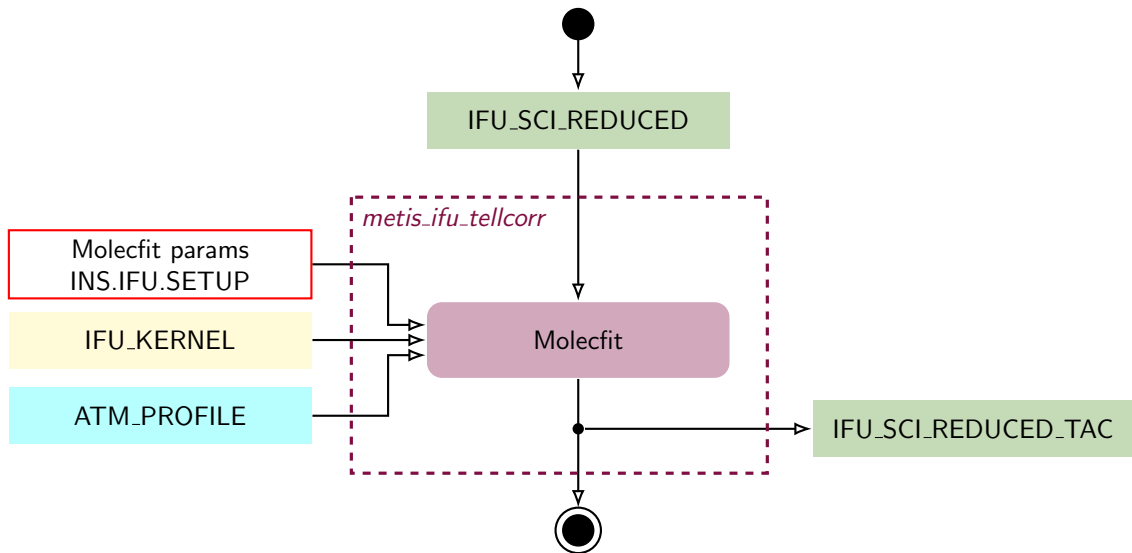 IFU_SCI_REDUCED
metis_ifu_tellcorr
Molecfit params
INS.IFU.SETUP
IFU_KERNEL
Molecfit
ATM_PROFILE
IFU_SCI_REDUCED_TAC